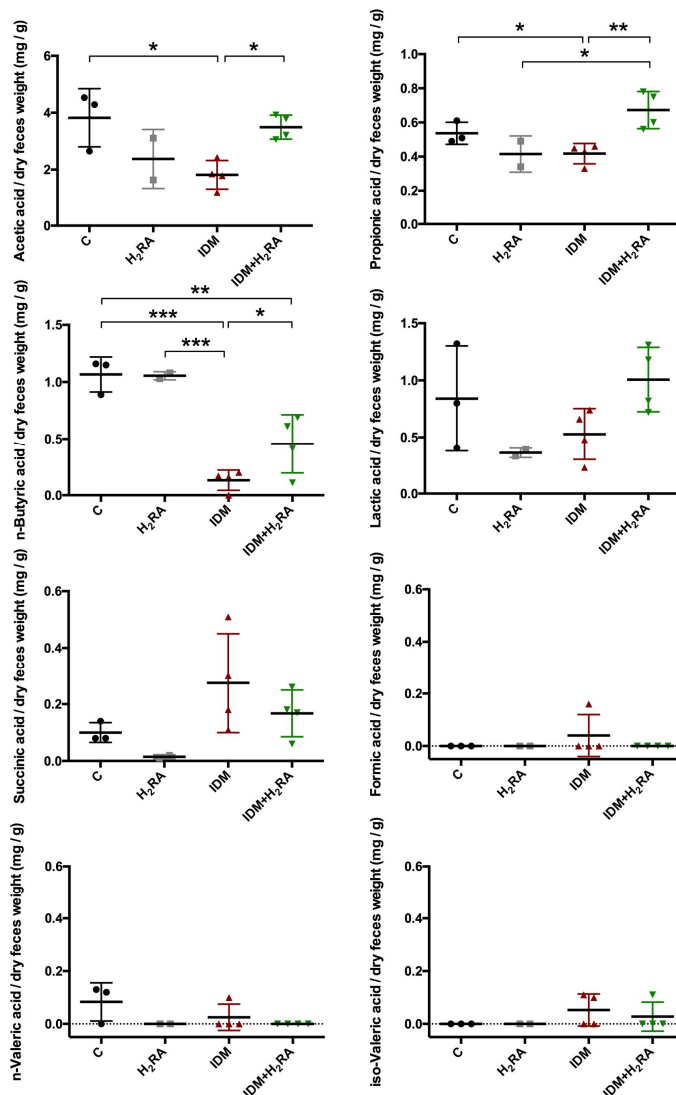 Acetic acid / dry feces weight (mg / g)
6
4
2
0
* *
C
H₂RA
IDM
IDM+H₂RA
Propionic acid / dry feces weight (mg / g)
1.0
0.8
0.6
0.4
0.2
0.0
* **
*
C
H₂RA
IDM
IDM+H₂RA
n-Butyric acid / dry feces weight (mg / g)
1.5
1.0
0.5
0.0
**
*** *
***
C
H₂RA
IDM
IDM+H₂RA
Lactic acid / dry feces weight (mg / g)
1.5
1.0
0.5
0.0
C
H₂RA
IDM
IDM+H₂RA
Succinic acid / dry feces weight (mg / g)
0.6
0.4
0.2
0.0
C
H₂RA
IDM
IDM+H₂RA
Formic acid / dry feces weight (mg / g)
0.6
0.4
0.2
0.0
C
H₂RA
IDM
IDM+H₂RA
n-Valeric acid / dry feces weight (mg / g)
0.6
0.4
0.2
0.0
C
H₂RA
IDM
IDM+H₂RA
iso-Valeric acid / dry feces weight (mg / g)
0.6
0.4
0.2
0.0
C
H₂RA
IDM
IDM+H₂RA